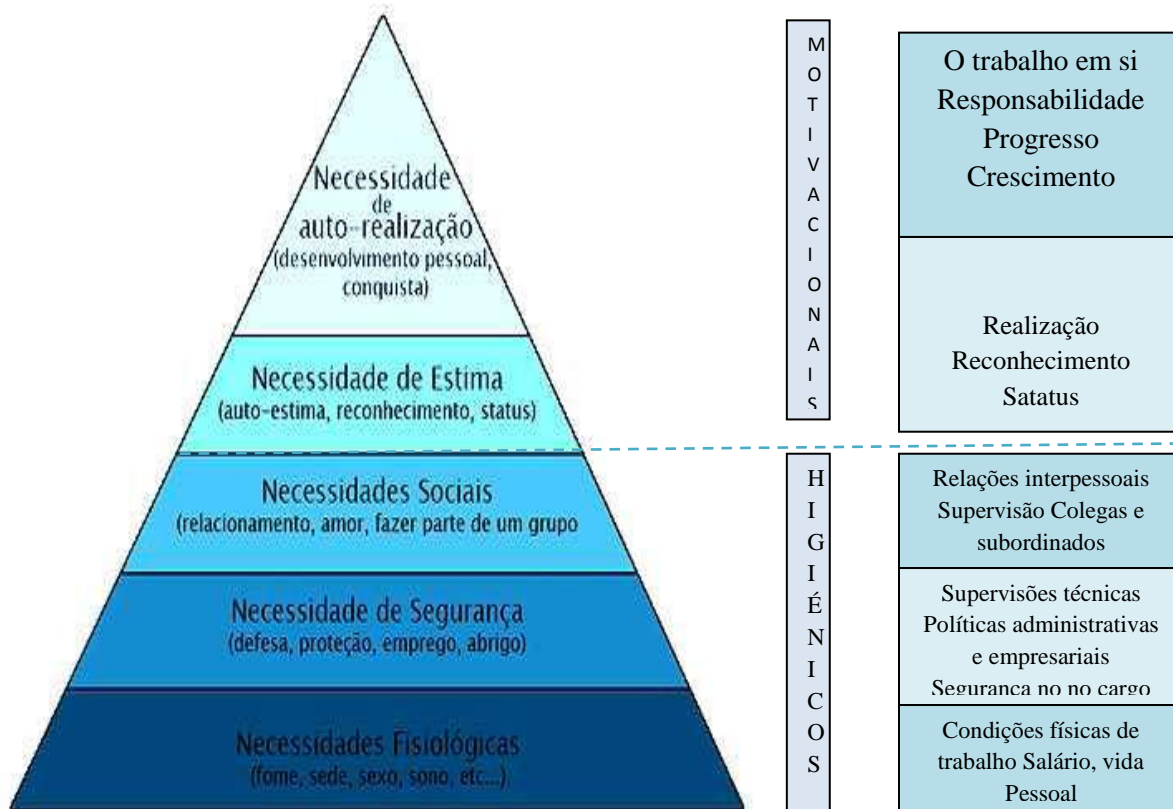 Necessidade
de
auto-realização
(desenvolvimento pessoal,
conquista)
Necessidade de Estima
(auto-estima, reconhecimento, status)
Necessidades Sociais
(relacionamento, amor, fazer parte de um grupo
Necessidade de Segurança
(defesa, proteção, emprego, abrigo)
Necessidades Fisiológicas
(fome, sede, sexo, sono, etc...)
M
O
T
I
V
A
C
I
O
N
A
I
S
H
I
G
I
É
N
I
C
O
S
O trabalho em si
Responsabilidade
Progresso
Crescimento
Realização
Reconhecimento
Satatus
Relações interpessoais
Supervisão Colegas e
subordinados
Supervisões técnicas
Políticas administrativas
e empresariais
Segurança no no cargo
Condições físicas de
trabalho Salário, vida
Pessoal